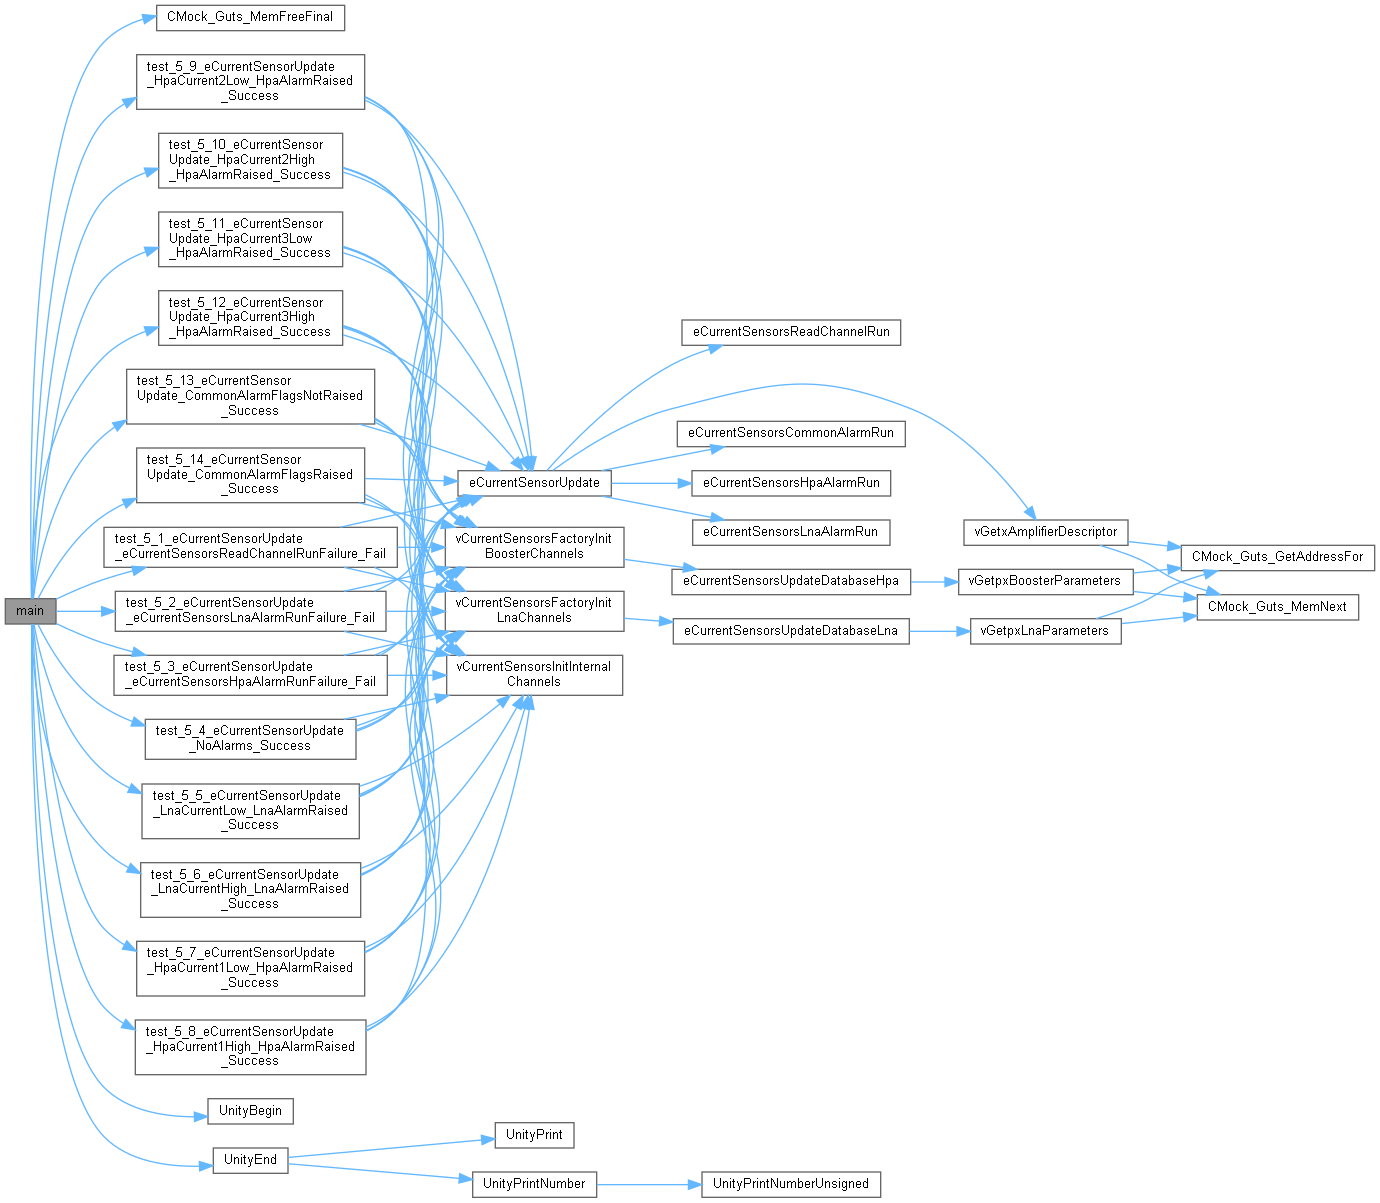 CMock_Guts_MemFreeFinal
test_5_9_eCurrentSensorUpdate
_HpaCurrent2Low_HpaAlarmRaised
_Success
test_5_10_eCurrentSensor
Update_HpaCurrent2High
_HpaAlarmRaised_Success
test_5_11_eCurrentSensor
Update_HpaCurrent3Low
_HpaAlarmRaised_Success
test_5_12_eCurrentSensor
Update_HpaCurrent3High
_HpaAlarmRaised_Success
test_5_13_eCurrentSensor
Update_CommonAlarmFlagsNotRaised
_Success
test_5_14_eCurrentSensor
Update_CommonAlarmFlagsRaised
_Success
test_5_1_eCurrentSensorUpdate
_eCurrentSensorsReadChannelRunFailure_Fail
main
test_5_2_eCurrentSensorUpdate
_eCurrentSensorsLnaAlarmRunFailure_Fail
test_5_3_eCurrentSensorUpdate
_eCurrentSensorsHpaAlarmRunFailure_Fail
test_5_4_eCurrentSensorUpdate
_NoAlarms_Success
test_5_5_eCurrentSensorUpdate
_LnaCurrentLow_LnaAlarmRaised
_Success
test_5_6_eCurrentSensorUpdate
_LnaCurrentHigh_LnaAlarmRaised
_Success
test_5_7_eCurrentSensorUpdate
_HpaCurrent1Low_HpaAlarmRaised
_Success
test_5_8_eCurrentSensorUpdate
_HpaCurrent1High_HpaAlarmRaised
_Success
UnityBegin
UnityEnd
eCurrentSensorUpdate
vCurrentSensorsFactoryInit
BoosterChannels
vCurrentSensorsFactoryInit
LnaChannels
vCurrentSensorsInitInternal
Channels
UnityPrint
UnityPrintNumber
eCurrentSensorsReadChannelRun
eCurrentSensorsCommonAlarmRun
eCurrentSensorsHpaAlarmRun
eCurrentSensorsLnaAlarmRun
eCurrentSensorsUpdateDatabaseHpa
eCurrentSensorsUpdateDatabaseLna
UnityPrintNumberUnsigned
vGetxAmplifierDescriptor
vGetpxBoosterParameters
vGetpxLnaParameters
CMock_Guts_GetAddressFor
CMock_Guts_MemNext